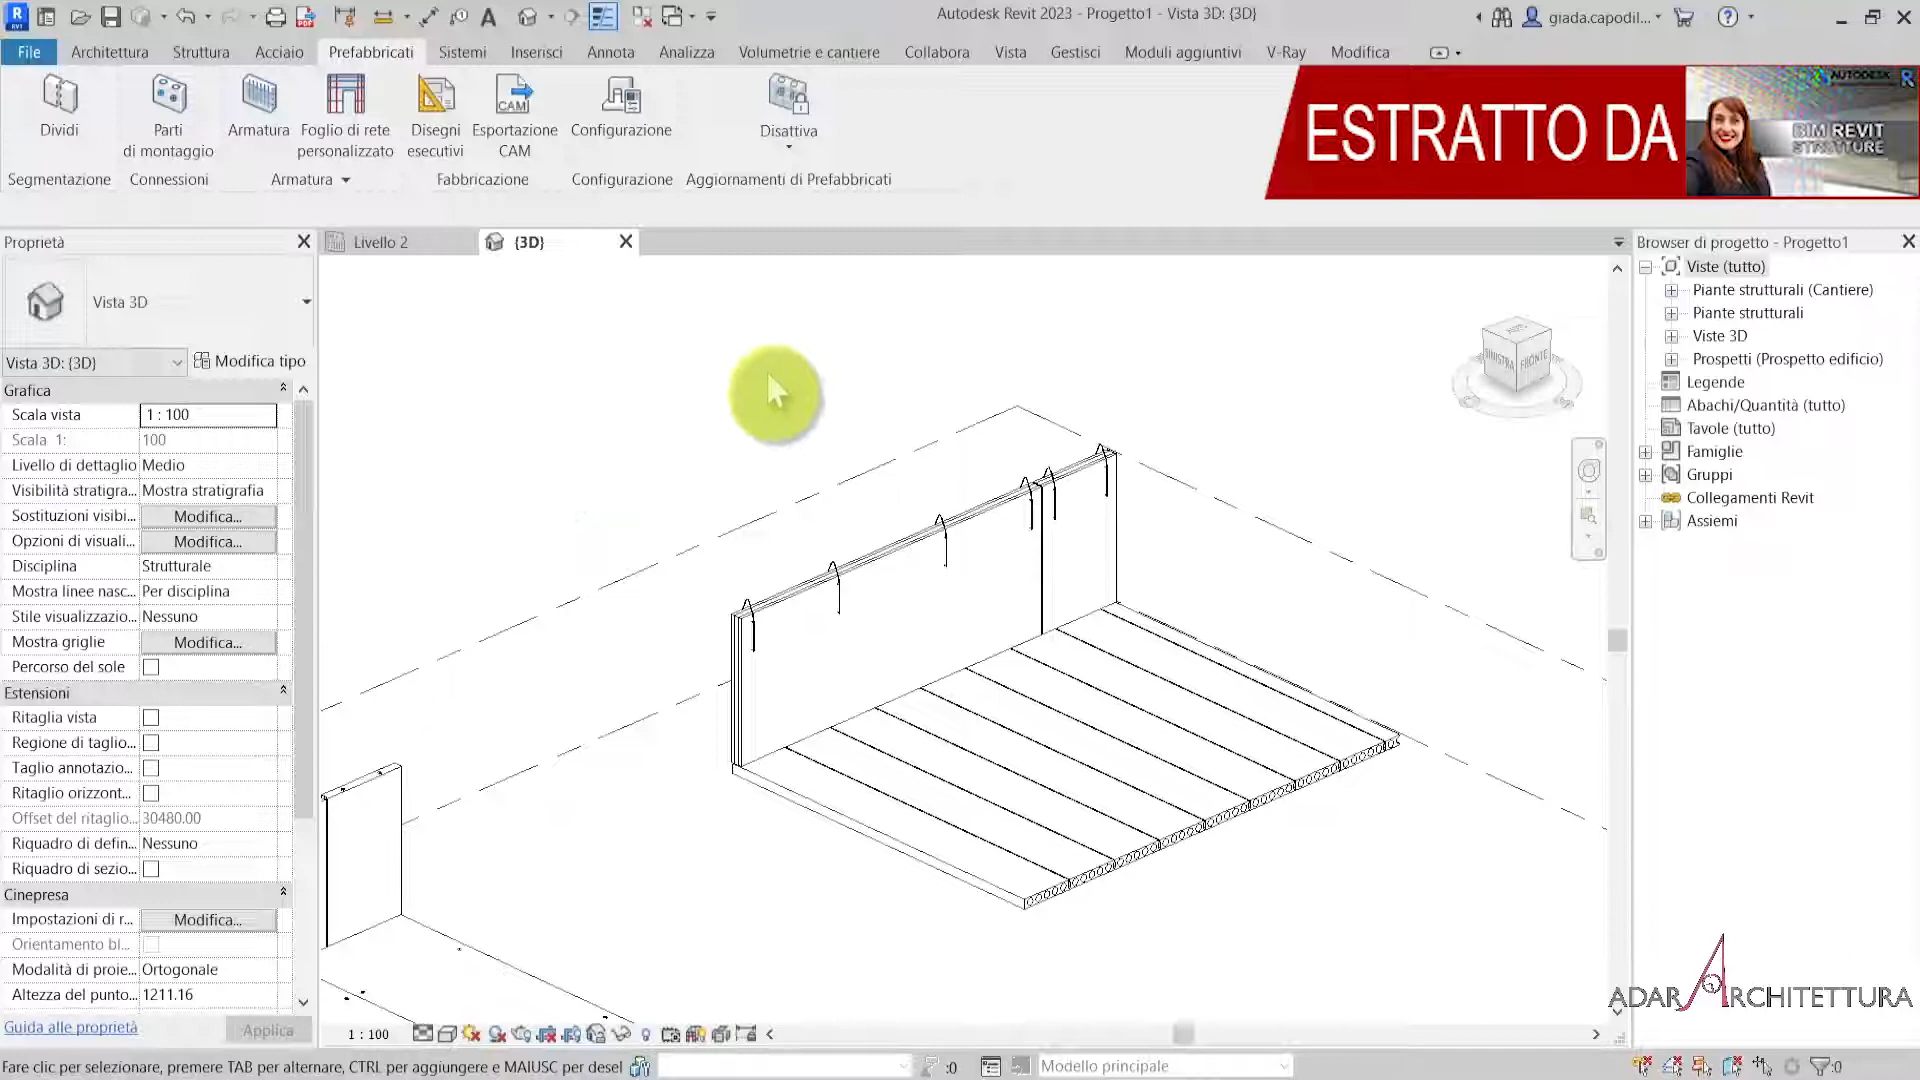 Autodesk Revit 2023 - Progetto1 - Vista 3D: {3D}
giada.capodil...
File
Architettura
Struttura
Acciaio
Prefabbricati
Sistemi
Inserisci
Annota
Analizza
Volumetrie e cantiere
Collabora
Vista
Gestisci
Moduli aggiuntivi
V-Ray
Modifica
Dividi
Parti
di montaggio
Armatura
Foglio di rete
personalizzato
Disegni
esecutivi
CAM
Esportazione
CAM
Configurazione
Disattiva
Segmentazione
Connessioni
Armatura
Fabbricazione
Configurazione
Aggiornamenti di Prefabbricati
ESTRATTO DA
AUTODESK
BIM REVIT
STRUTTURE
Proprietà
Livello 2
{3D}
Browser di progetto - Progetto1
Vista 3D
Vista 3D: {3D}
Modifica tipo
Grafica
Scala vista
1 : 100
Scala 1:
100
Livello di dettaglio
Medio
Visibilità stratigra...
Mostra stratigrafia
Sostituzioni visibi...
Modifica...
Opzioni di visuali...
Modifica...
Disciplina
Strutturale
Mostra linee nasc...
Per disciplina
Stile visualizzazio...
Nessuno
Mostra griglie
Modifica...
Percorso del sole
Estensioni
Ritaglia vista
Regione di taglio...
Taglio annotazio...
Ritaglio orizzont...
Offset del ritaglio...
30480.00
Riquadro di defin...
Nessuno
Riquadro di sezio...
Cinepresa
Impostazioni di r...
Modifica...
Orientamento bl...
Modalità di proie...
Ortogonale
Altezza del punto...
1211.16
Guida alle proprietà
Applica
SINISTRA
FRONTE
Viste (tutto)
Piante strutturali (Cantiere)
Piante strutturali
Viste 3D
Prospetti (Prospetto edificio)
Legende
Abachi/Quantità (tutto)
Tavole (tutto)
Famiglie
Gruppi
Collegamenti Revit
Assiemi
ADARARCHITETTURA
1 : 100
Fare clic per selezionare, premere TAB per alternare, CTRL per aggiungere e MAIUSC per desel
:0
Modello principale
:0